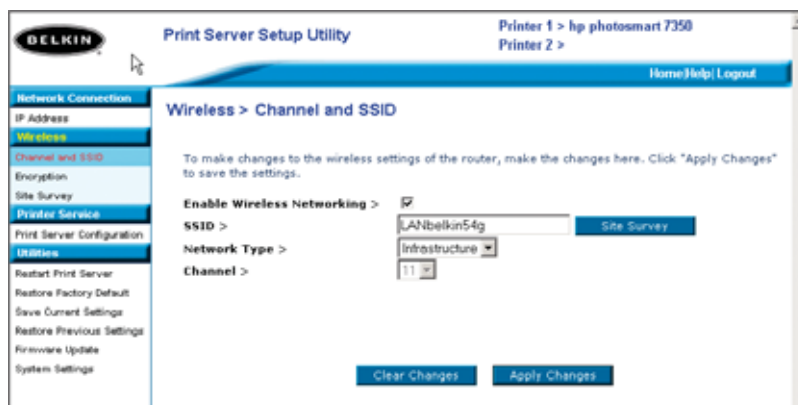 BELKIN
Print Server Setup Utility
Printer 1 > hp photosmart 7350
Printer 2 >
Home|Help| Logout
Network Connection
IP Address
Wireless
Channel and SSID
Encryption
Site Survey
Printer Service
Print Server Configuration
Utilities
Restart Print Server
Restore Factory Default
Save Current Settings
Restore Previous Settings
Firmware Update
System Settings
Wireless > Channel and SSID
To make changes to the wireless settings of the router, make the changes here. Click "Apply Changes"
to save the settings.
Enable Wireless Networking >
SSID > LANbelkin54g Site Survey
Network Type > Infrastructure
Channel > 11
Clear Changes Apply Changes